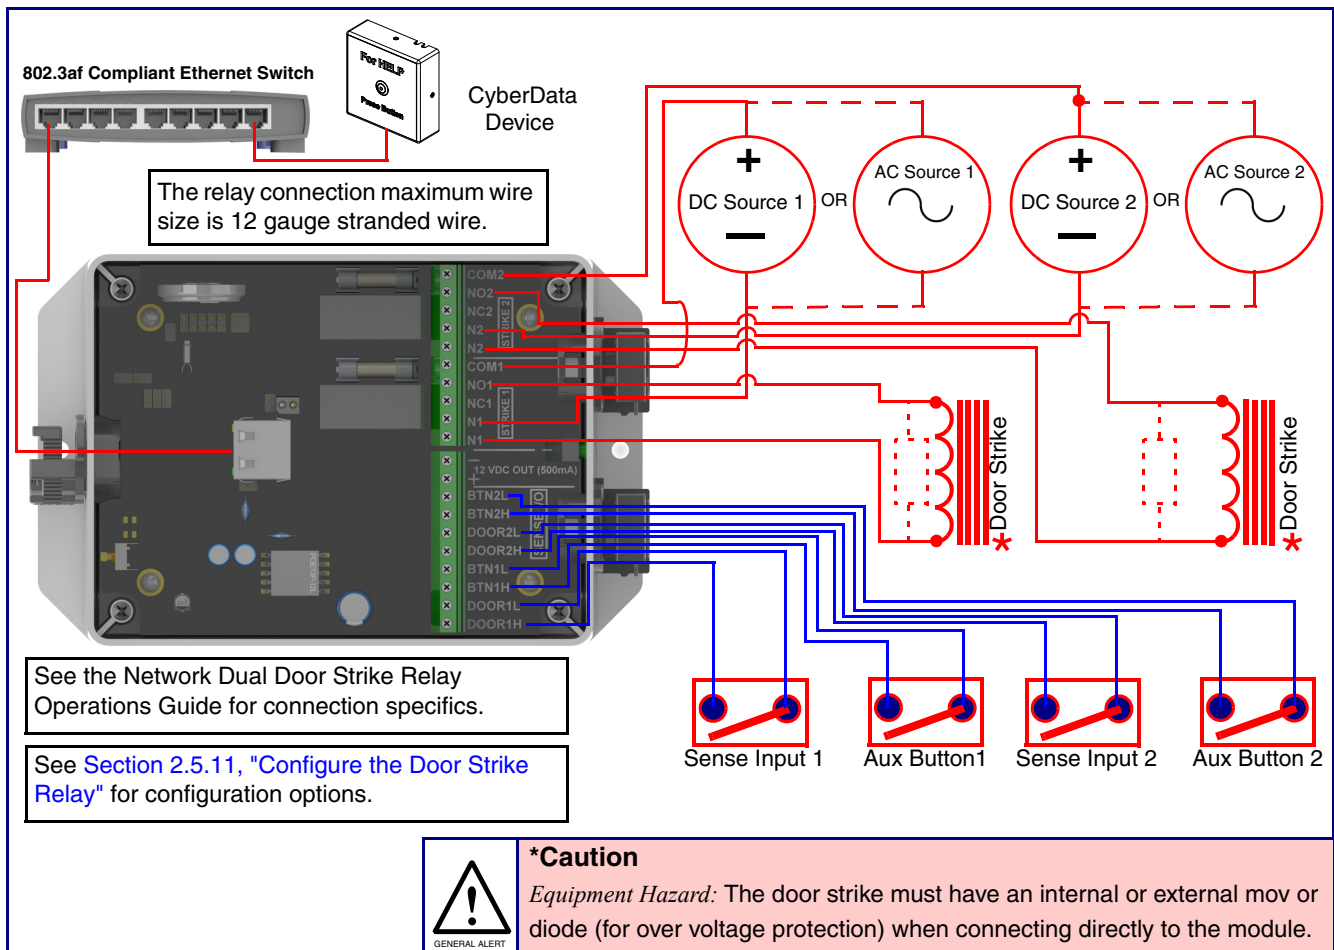 802.3af Compliant Ethernet Switch
For HELP
Press Button
CyberData
Device
The relay connection maximum wire
size is 12 gauge stranded wire.
+
DC Source 1
—
OR
AC Source 1
+
DC Source 2
—
OR
AC Source 2
COM2
NO2
NC2
N2
N2
STRIKE 2
COM1
NO1
NC1
N1
N1
STRIKE 1
–
+
12 VDC OUT (500mA)
BTN2L
BTN2H
DOOR2L
DOOR2H
BTN1L
BTN1H
DOOR1L
DOOR1H
SENSE I/O
POE13P-12L
*Door Strike
*Door Strike
Sense Input 1
Aux Button1
Sense Input 2
Aux Button 2
See the Network Dual Door Strike Relay
Operations Guide for connection specifics.
See Section 2.5.11, "Configure the Door Strike
Relay" for configuration options.
GENERAL ALERT
*Caution
Equipment Hazard: The door strike must have an internal or external mov or
diode (for over voltage protection) when connecting directly to the module.